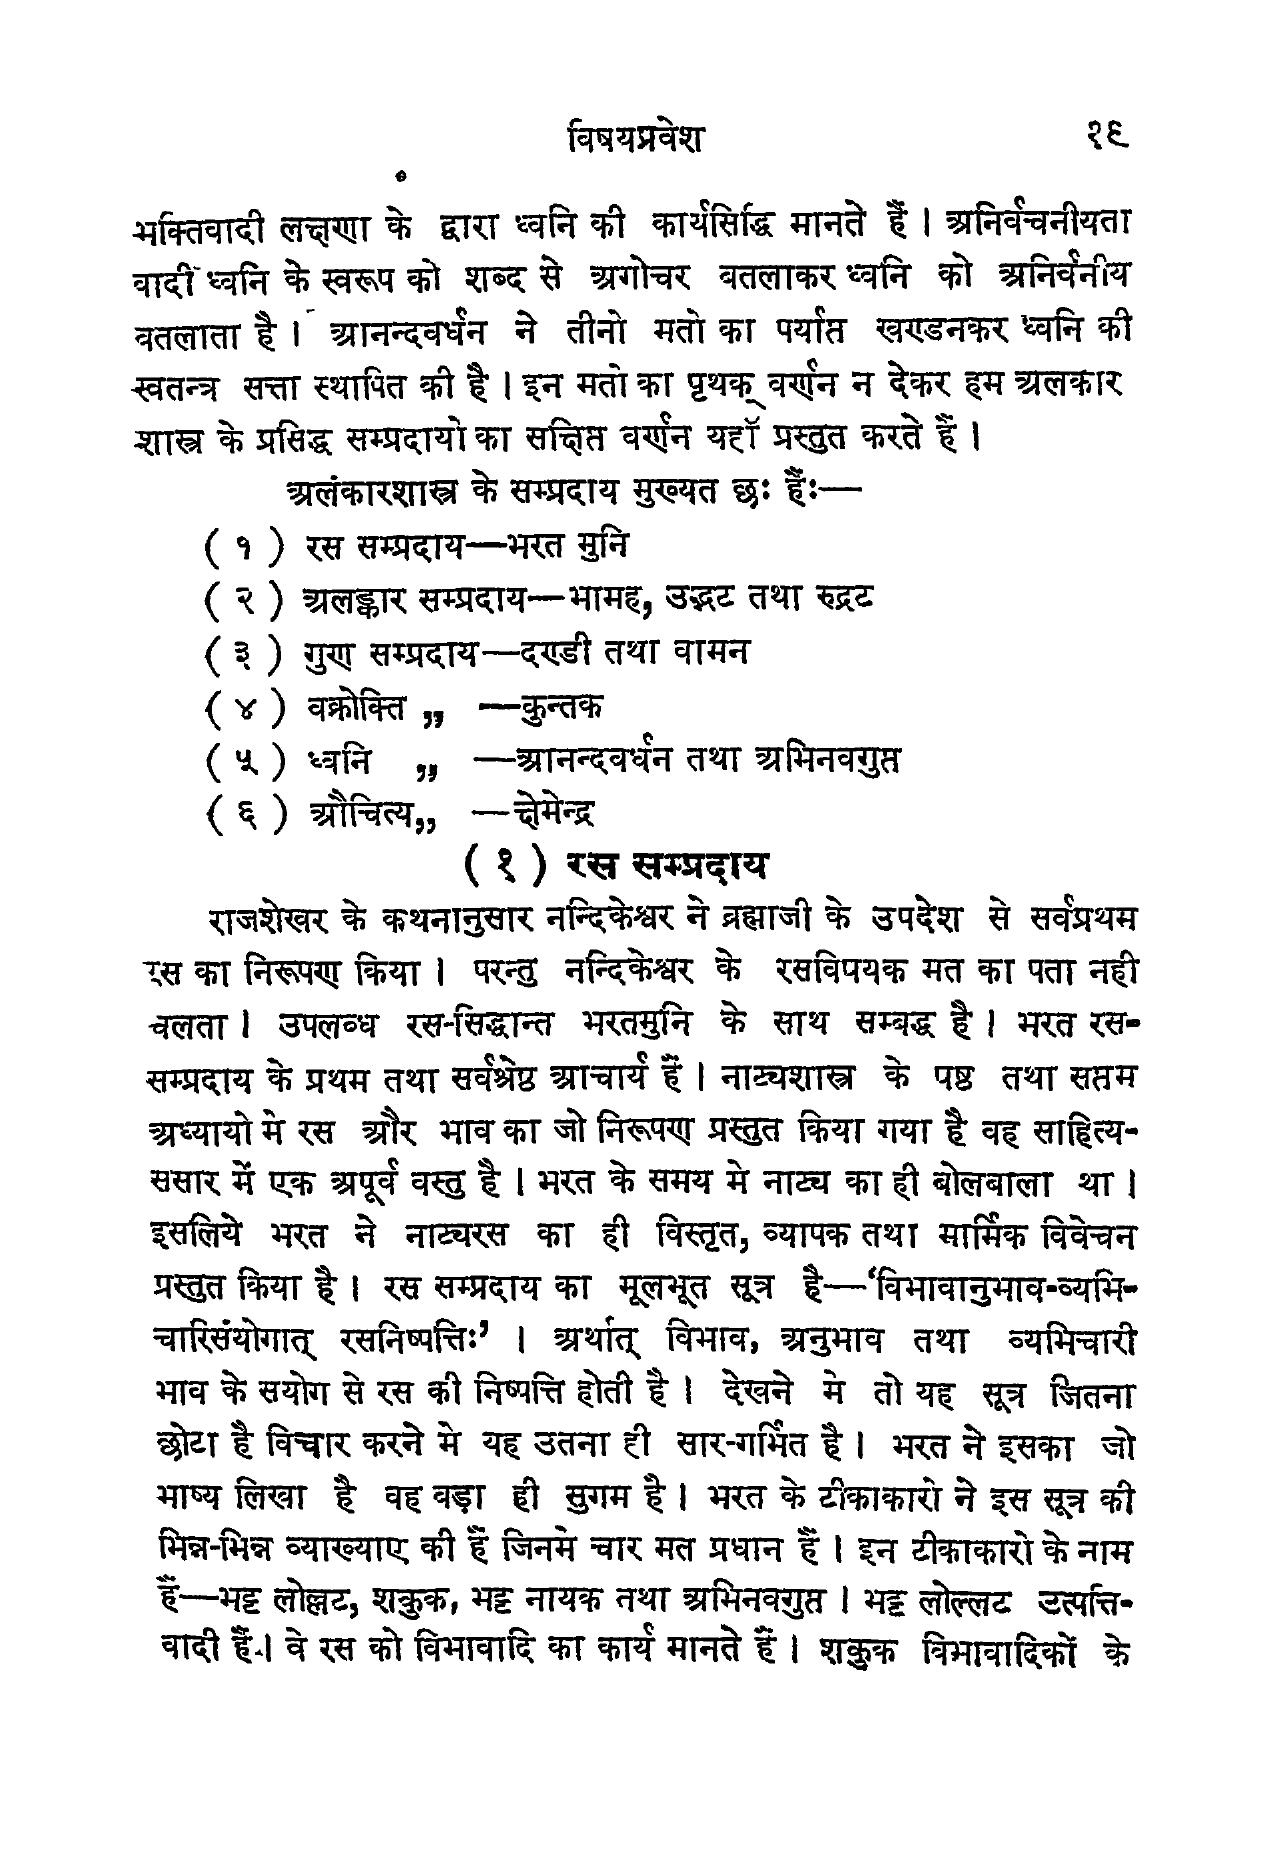 विषयप्रवेश १९
भक्तिवादी लक्षणा के द्वारा ध्वनि की कार्यसिद्धि मानते हैं । अनिर्वचनीयता
वादी ध्वनि के स्वरूप को शब्द से अगोचर बतलाकर ध्वनि को अनिर्वनीय
बतलाता है । आनन्दवर्धन ने तीनो मतो का पर्याप्त खण्डनकर ध्वनि की
स्वतन्त्र सत्ता स्थापित की है । इन मतो का पृथक् वर्णन न देकर हम अलकार
शास्त्र के प्रसिद्ध सम्प्रदायो का सक्षिप्त वर्णन यहाँ प्रस्तुत करते हैं ।
अलंकारशास्त्र के सम्प्रदाय मुख्यत छः हैंः—
( १ ) रस सम्प्रदाय—भरत मुनि
( २ ) अलङ्कार सम्प्रदाय—भामह, उद्भट तथा रुद्रट
( ३ ) गुण सम्प्रदाय—दण्डी तथा वामन
( ४ ) वक्रोक्ति ,, —कुन्तक
( ५ ) ध्वनि ,, —आनन्दवर्धन तथा अभिनवगुप्त
( ६ ) औचित्य,, —क्षेमेन्द्र
( १ ) रस सम्प्रदाय
राजशेखर के कथनानुसार नन्दिकेश्वर ने ब्रह्माजी के उपदेश से सर्वप्रथम
रस का निरूपण किया । परन्तु नन्दिकेश्वर के रसविषयक मत का पता नही
चलता । उपलब्ध रस-सिद्धान्त भरतमुनि के साथ सम्बद्ध है । भरत रस-
सम्प्रदाय के प्रथम तथा सर्वश्रेष्ठ आचार्य हैं । नाट्यशास्त्र के षष्ठ तथा सप्तम
अध्यायो मे रस और भाव का जो निरूपण प्रस्तुत किया गया है वह साहित्य-
ससार में एक अपूर्व वस्तु है । भरत के समय मे नाट्य का ही बोलबाला था ।
इसलिये भरत ने नाट्यरस का ही विस्तृत, व्यापक तथा मार्मिक विवेचन
प्रस्तुत किया है । रस सम्प्रदाय का मूलभूत सूत्र है—‘विभावानुभाव-व्यभि-
चारिसंयोगात् रसनिष्पत्तिः’ । अर्थात् विभाव, अनुभाव तथा व्यभिचारी
भाव के सयोग से रस की निष्पत्ति होती है । देखने मे तो यह सूत्र जितना
छोटा है विचार करने मे यह उतना ही सार-गर्भित है । भरत ने इसका जो
भाष्य लिखा है वह बड़ा ही सुगम है । भरत के टीकाकारो ने इस सूत्र की
भिन्न-भिन्न व्याख्याए की हैं जिनमे चार मत प्रधान हैं । इन टीकाकारो के नाम
हैं—भट्ट लोल्लट, शकुक, भट्ट नायक तथा अभिनवगुप्त । भट्ट लोल्लट उत्पत्ति-
वादी हैं । वे रस को विभावादि का कार्य मानते हैं । शकुक विभावादिकों के